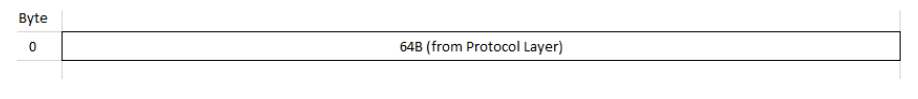 Byte
0 64B (from Protocol Layer)